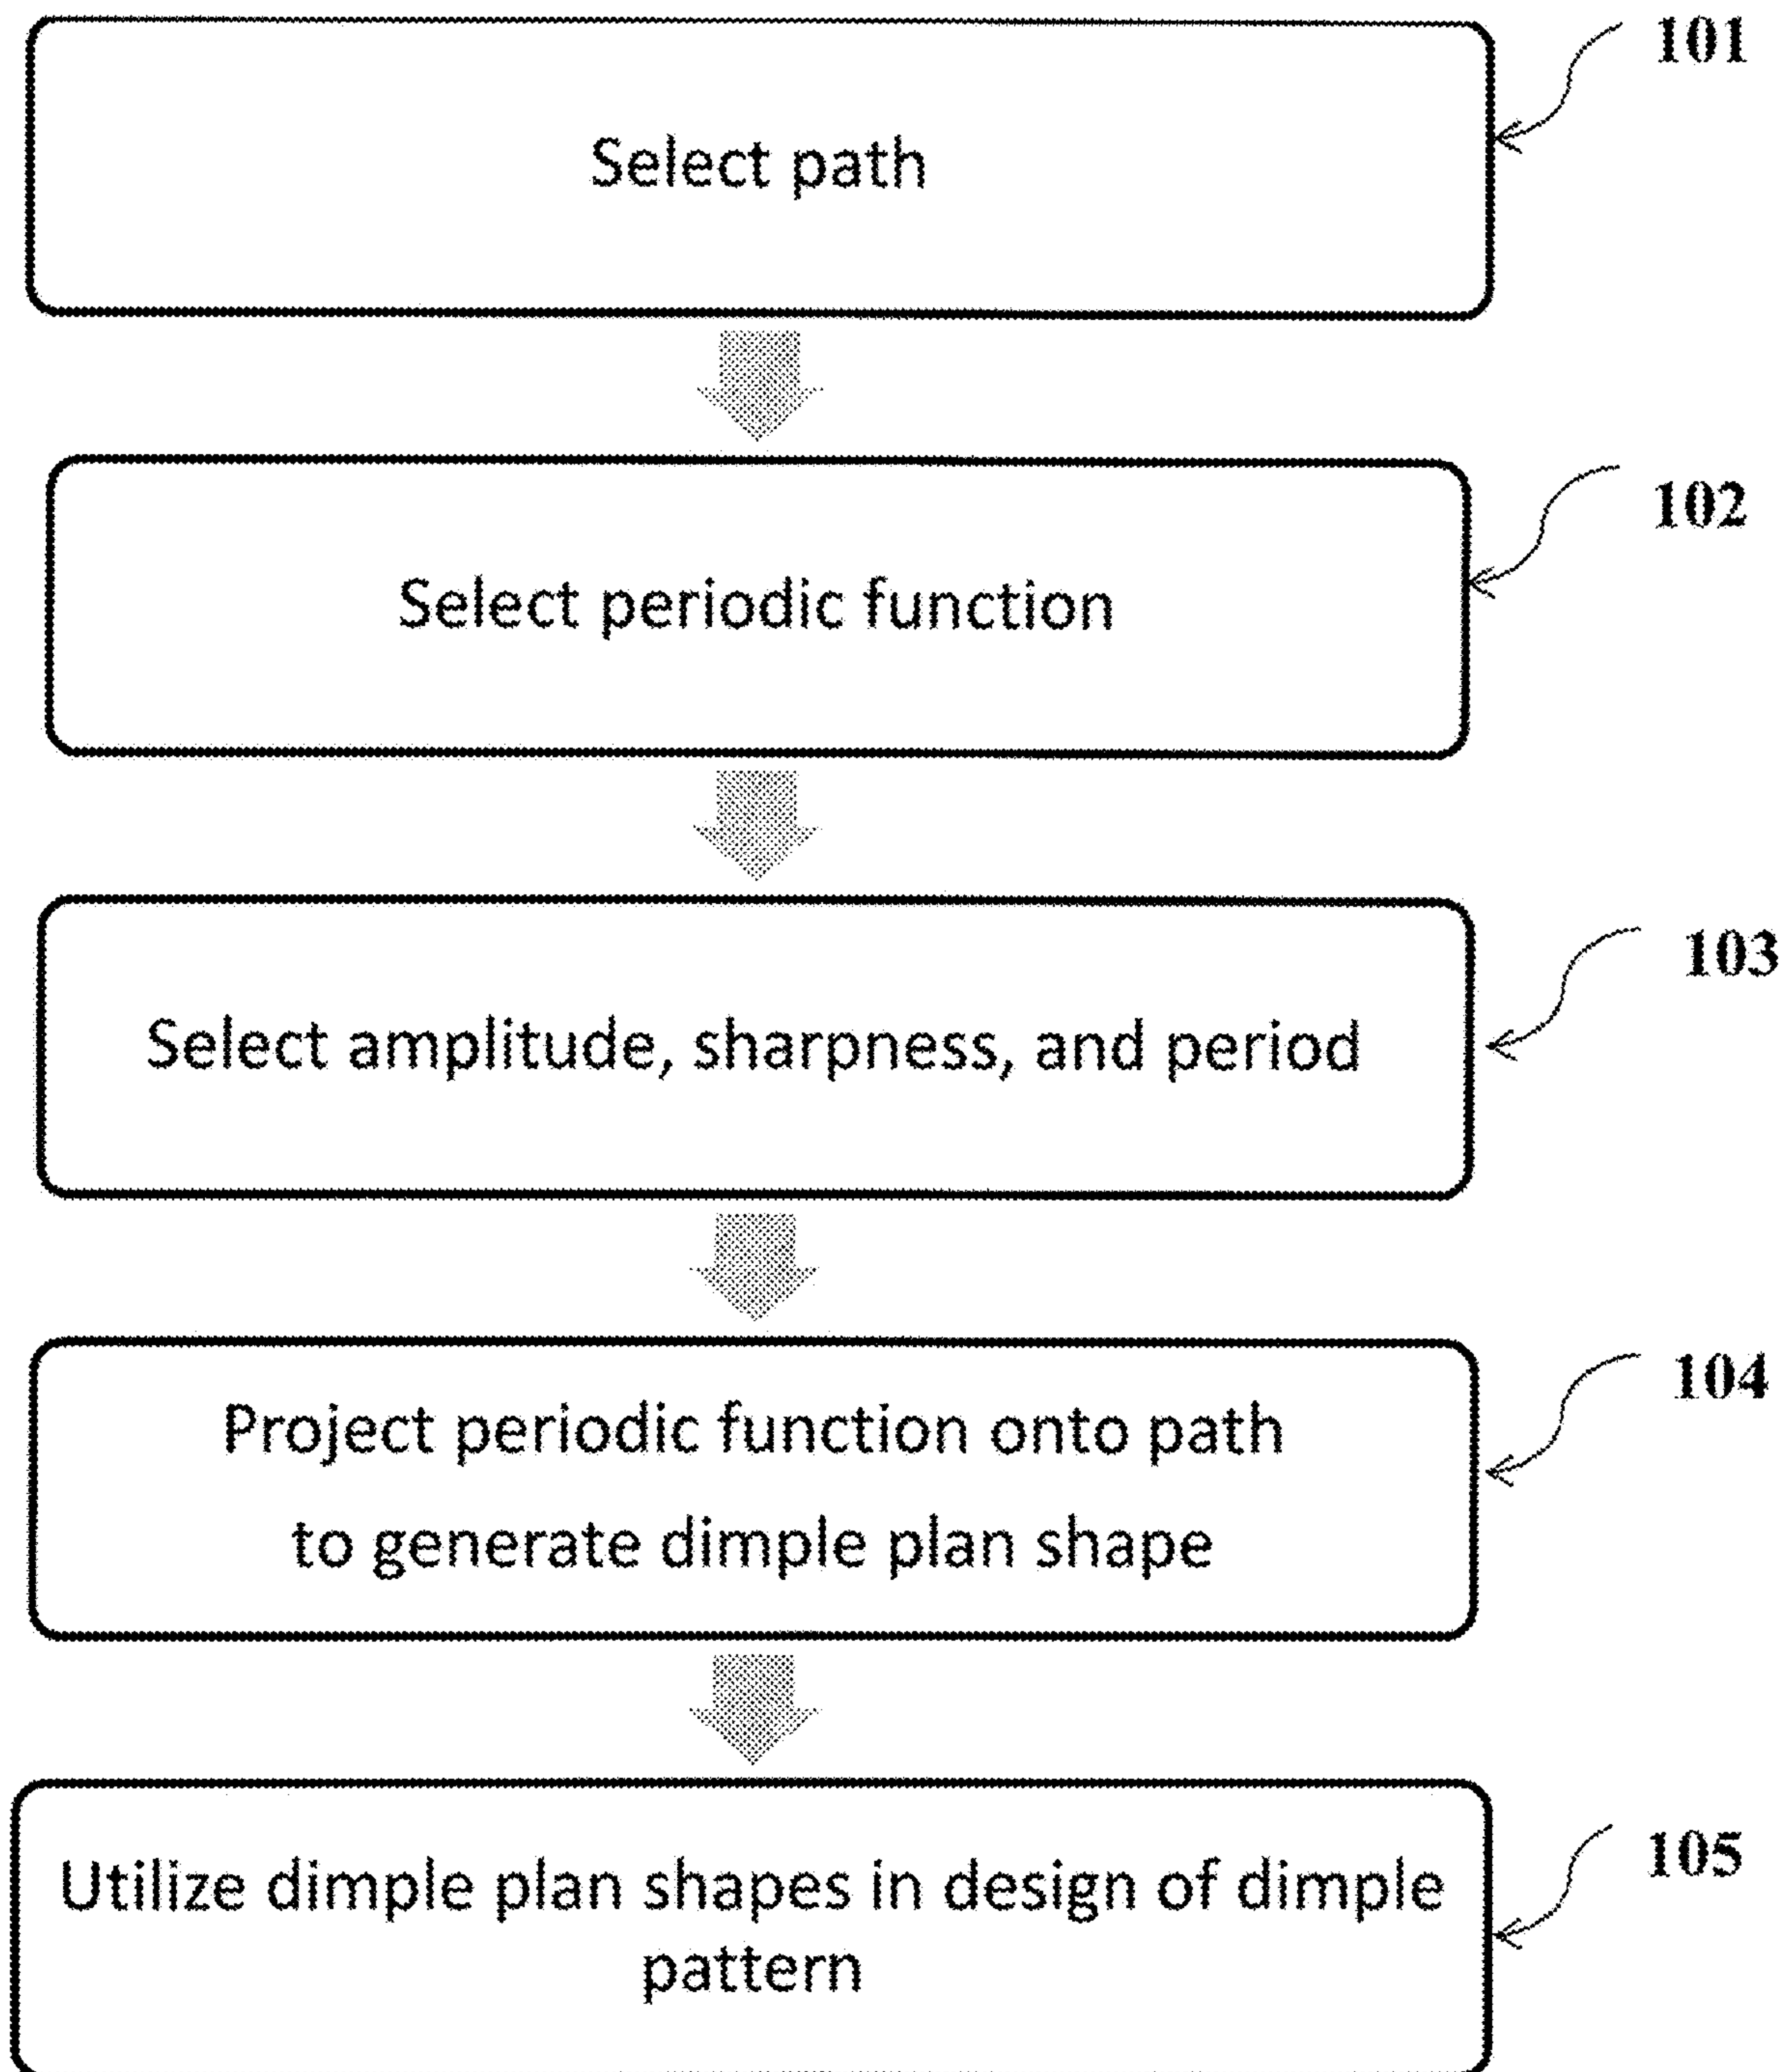 Select path
101
Select periodic function
102
Select amplitude, sharpness, and period
103
Project periodic function onto path
to generate dimple plan shape
104
Utilize dimple plan shapes in design of dimple
pattern
105